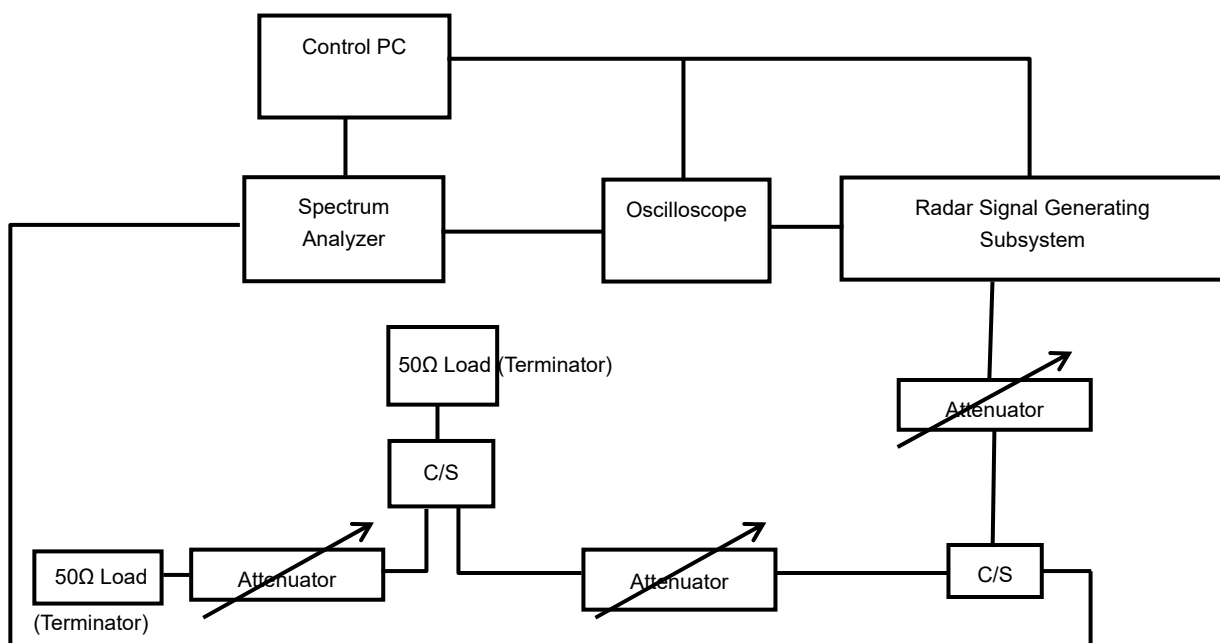 Control PC
Spectrum
Analyzer
Oscilloscope
Radar Signal Generating
Subsystem
50Ω Load (Terminator)
Attenuator
C/S
50Ω Load
(Terminator)
Attenuator
Attenuator
C/S